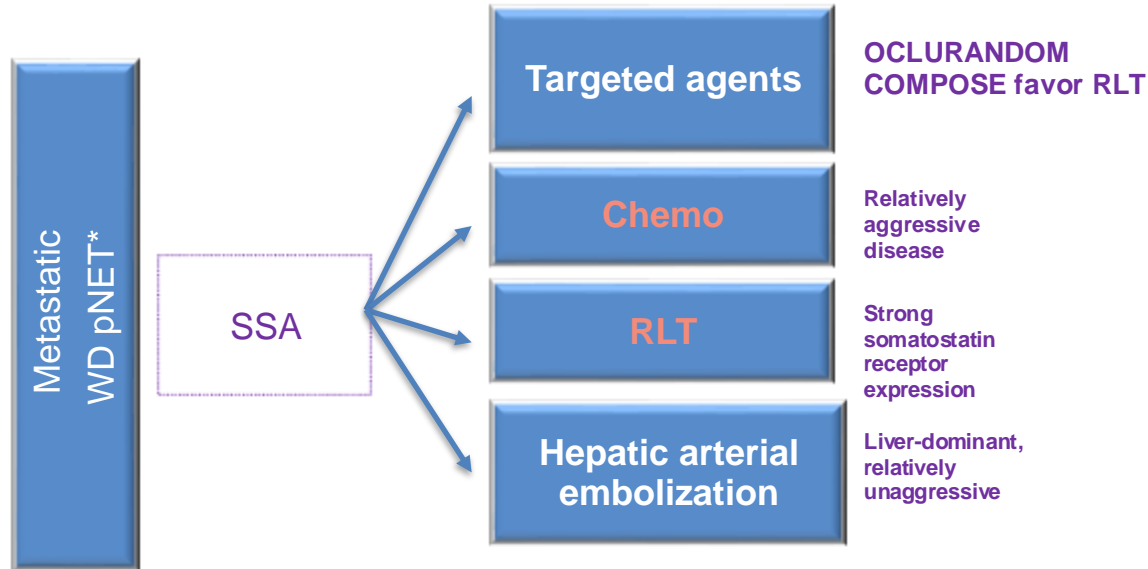 Metastatic
WD pNET*
SSA
Targeted agents
OCLURANDOM
COMPOSE favor RLT
Chemo
Relatively
aggressive
disease
RLT
Strong
somatostatin
receptor
expression
Hepatic arterial
embolization
Liver-dominant,
relatively
unaggressive